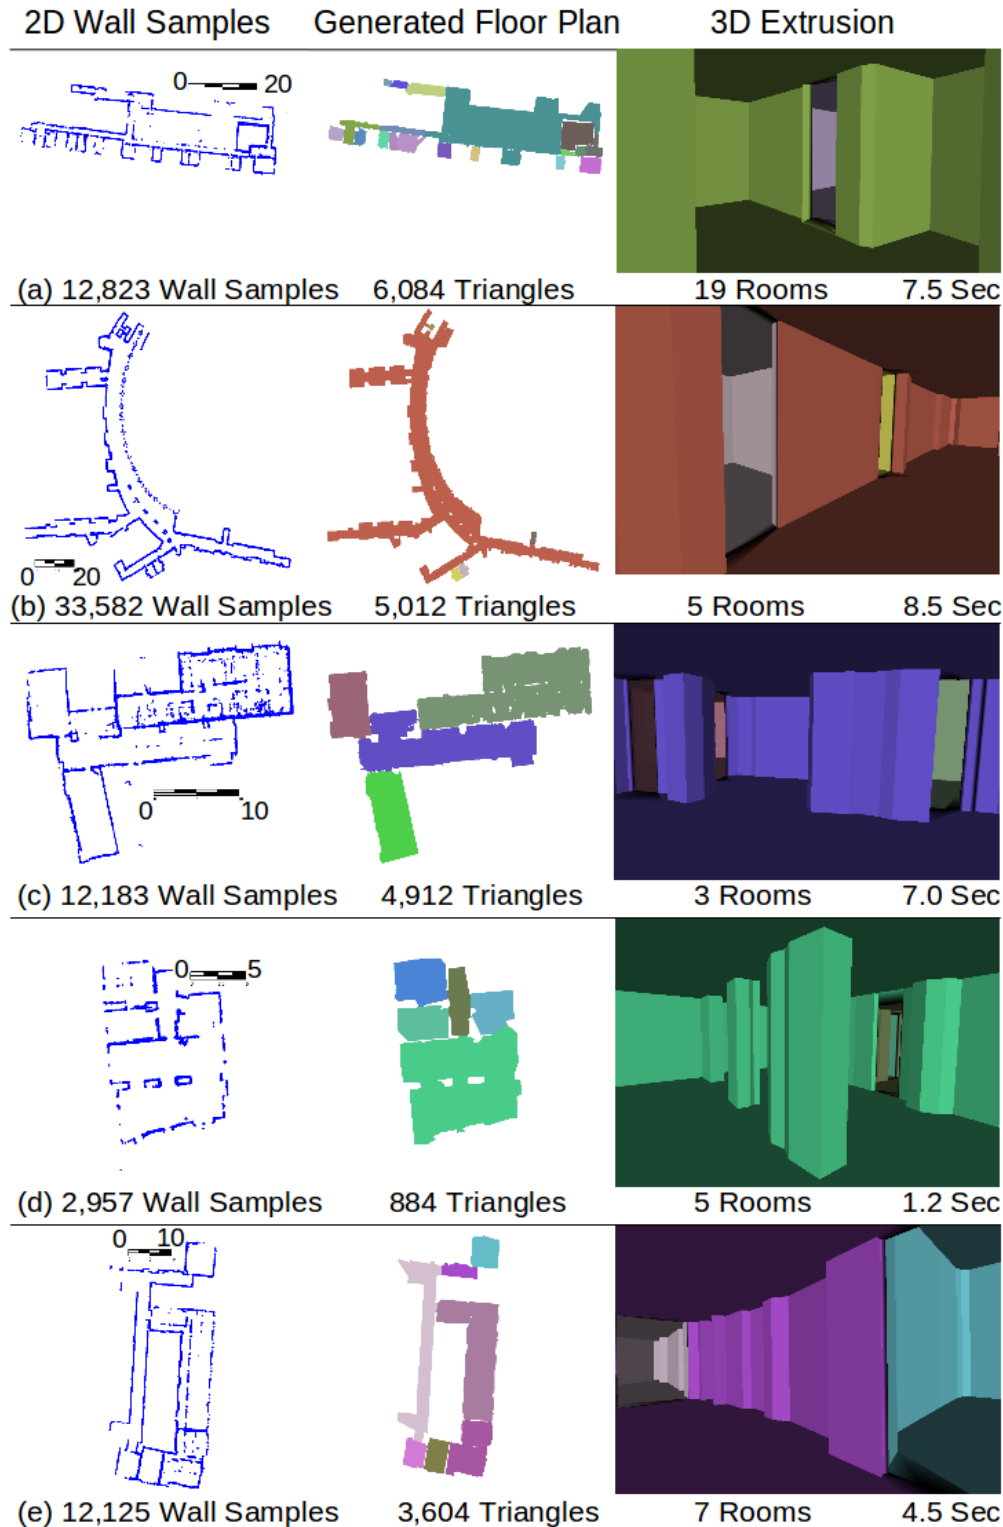 2D Wall Samples Generated Floor Plan 3D Extrusion
0 20
(a) 12,823 Wall Samples 6,084 Triangles 19 Rooms 7.5 Sec
0 20
(b) 33,582 Wall Samples 5,012 Triangles 5 Rooms 8.5 Sec
0 10
(c) 12,183 Wall Samples 4,912 Triangles 3 Rooms 7.0 Sec
0 5
(d) 2,957 Wall Samples 884 Triangles 5 Rooms 1.2 Sec
0 10
(e) 12,125 Wall Samples 3,604 Triangles 7 Rooms 4.5 Sec